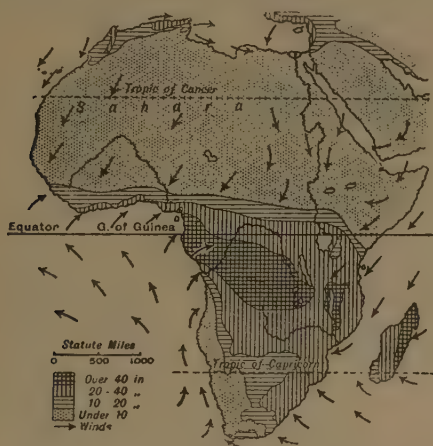 Tropic of Cancer
S a h a r a
Equator G. of Guinea
Statute Miles
0 500 1000
Tropic of Capricorn
Over 40 in
20 - 40 "
10 20 "
Under 10
Winds